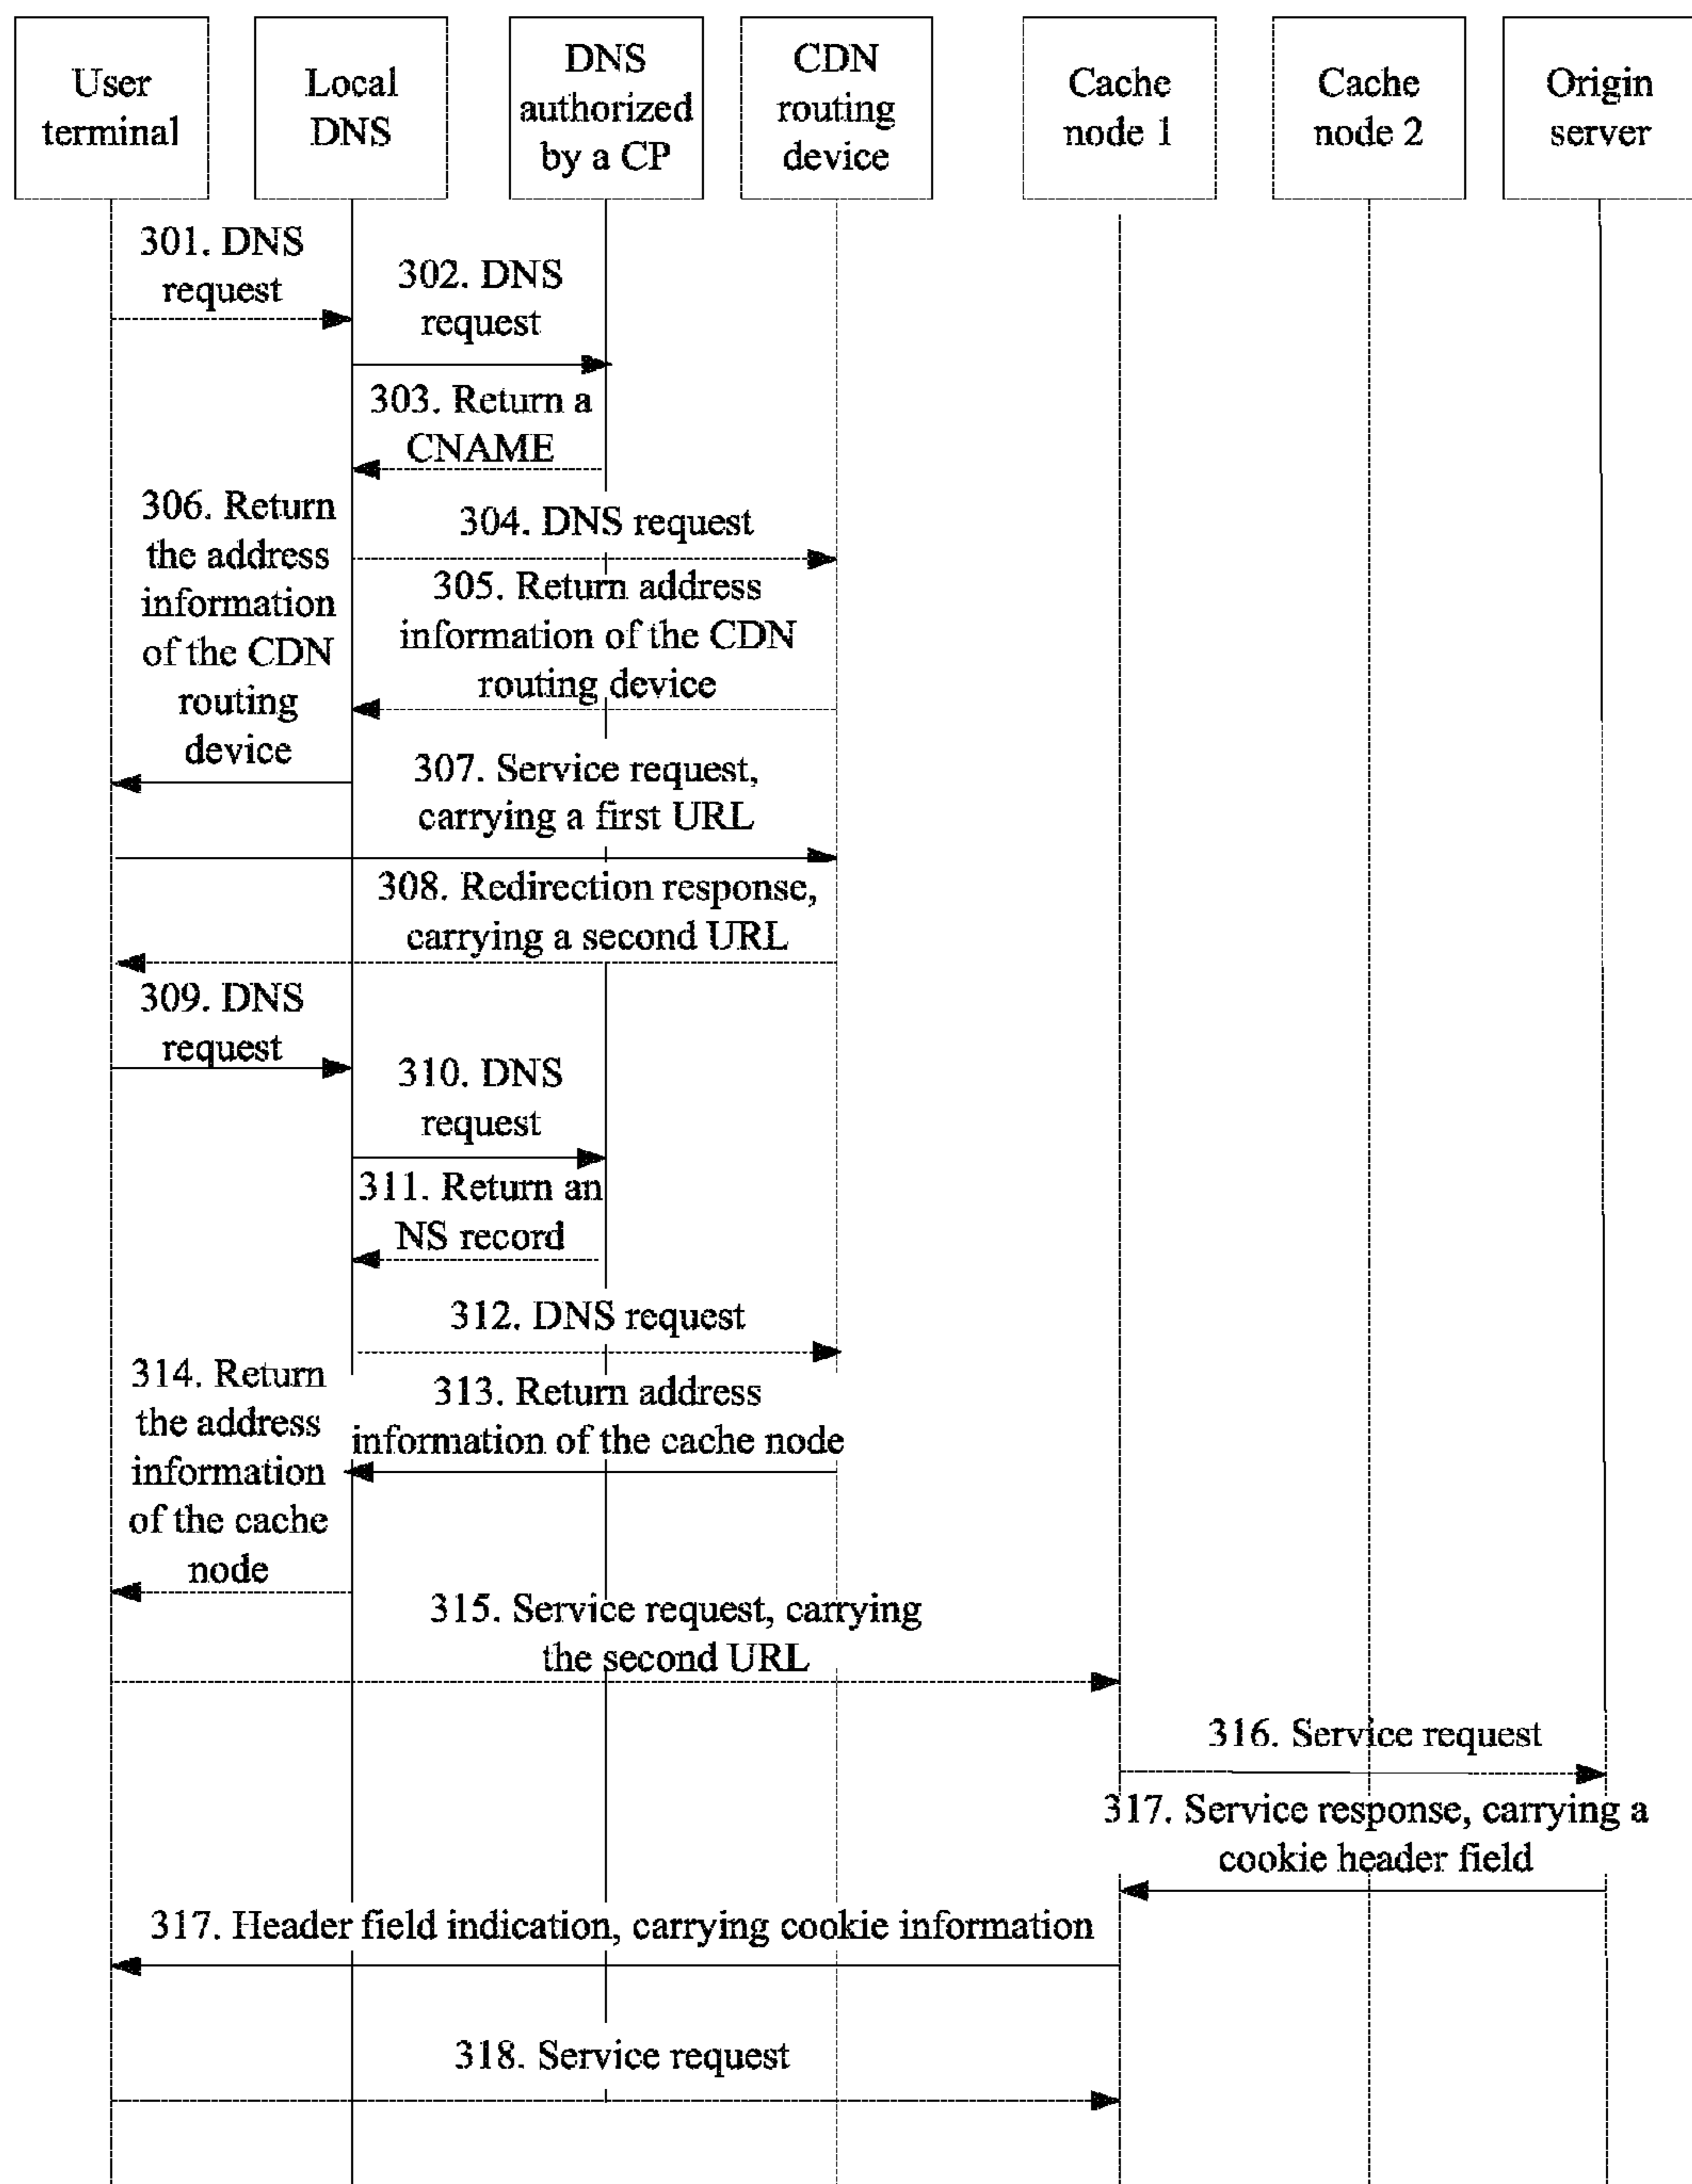 User
terminal
Local
DNS
DNS
authorized
by a CP
CDN
routing
device
Cache
node 1
Cache
node 2
Origin
server
301. DNS
request
302. DNS
request
303. Return a
CNAME
304. DNS request
305. Return address
information of the CDN
routing device
306. Return
the address
information
of the CDN
routing
device
307. Service request,
carrying a first URL
308. Redirection response,
carrying a second URL
309. DNS
request
310. DNS
request
311. Return an
NS record
312. DNS request
313. Return address
information of the cache node
314. Return
the address
information
of the cache
node
315. Service request, carrying
the second URL
316. Service request
317. Service response, carrying a
cookie header field
317. Header field indication, carrying cookie information
318. Service request